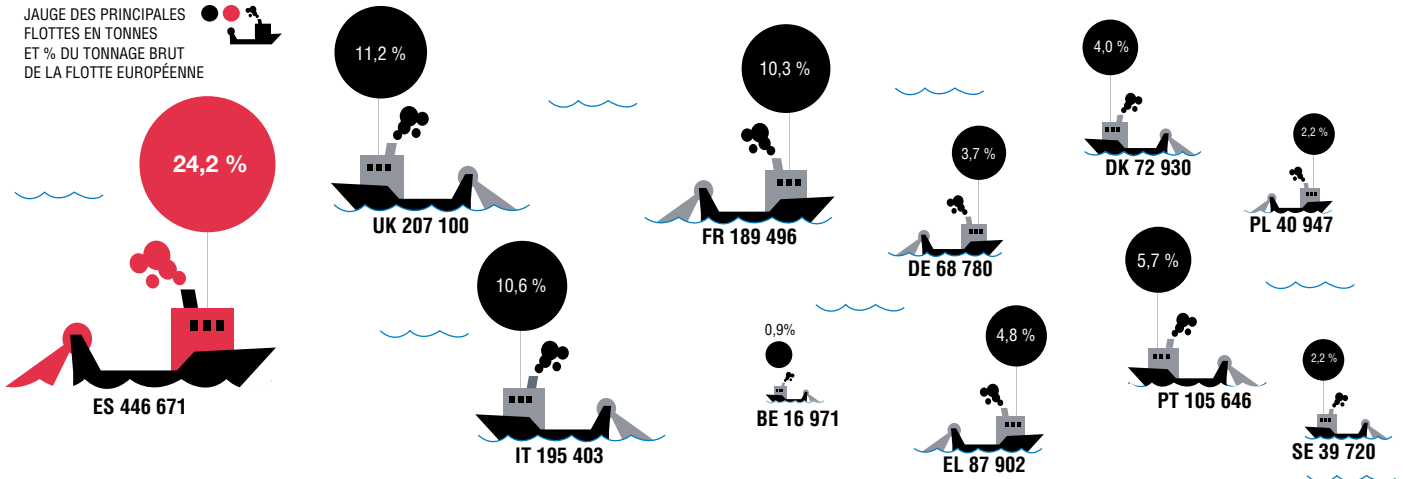 JAUGE DES PRINCIPALES
FLOTTES EN TONNES
ET % DU TONNAGE BRUT
DE LA FLOTTE EUROPÉENNE
24,2 %
ES 446 671
11,2 %
UK 207 100
10,6 %
IT 195 403
10,3 %
FR 189 496
0,9%
BE 16 971
3,7 %
DE 68 780
4,8 %
EL 87 902
4,0 %
DK 72 930
5,7 %
PT 105 646
2,2 %
PL 40 947
2,2 %
SE 39 720